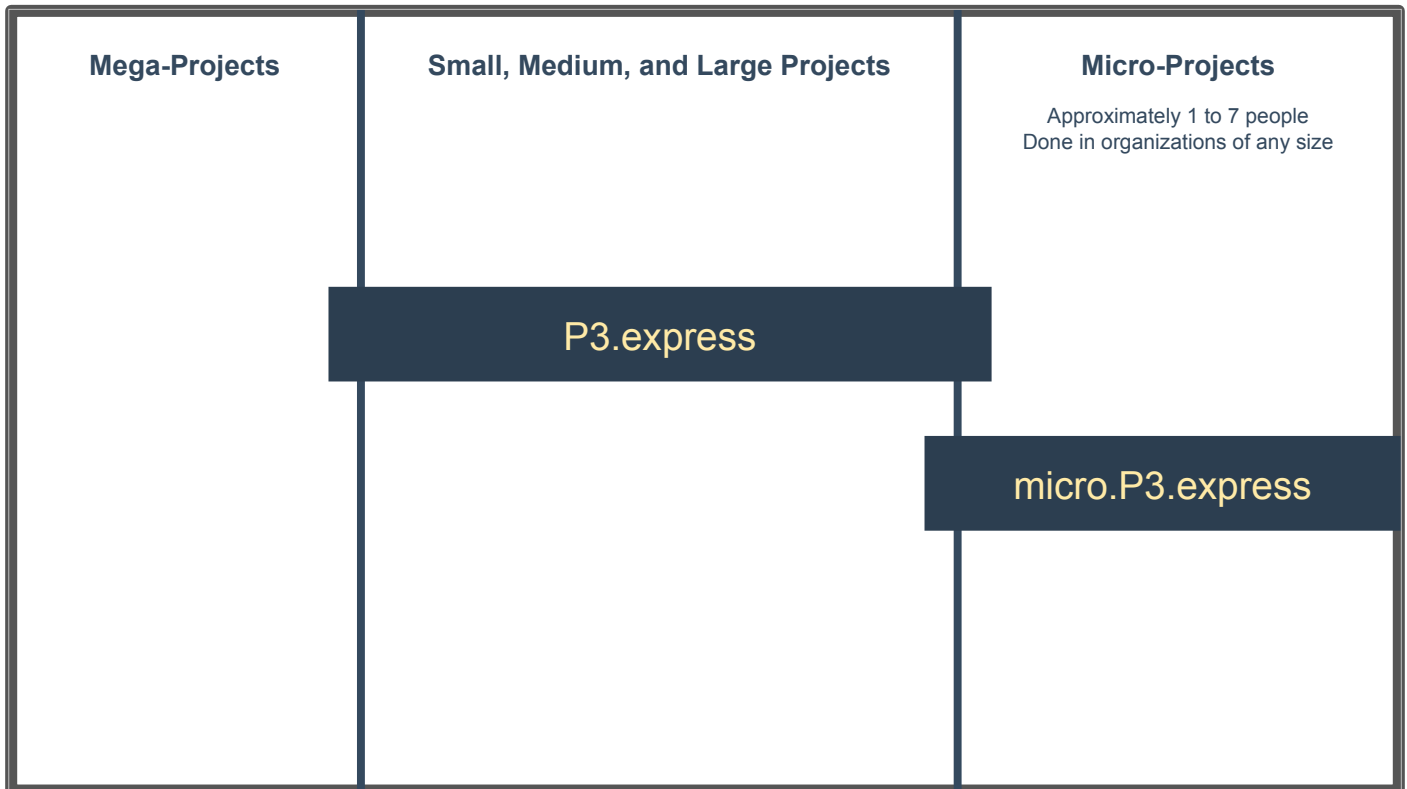 Mega-Projects
Small, Medium, and Large Projects
Micro-Projects
Approximately 1 to 7 people
Done in organizations of any size
P3.express
micro.P3.express